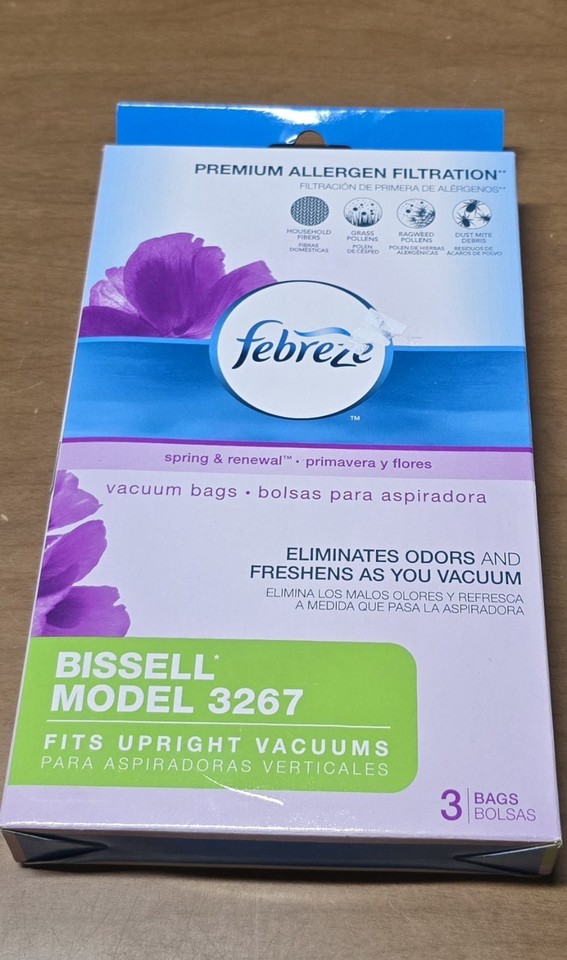 PREMIUM ALLERGEN FILTRATION**
FILTRACIÓN DE PRIMERA DE ALÉRGENOS**
HOUSEHOLD
FIBERS
FIBRAS
DOMÉSTICAS
GRASS
POLLENS
POLEN
DE CÉSPED
RAGWEED
POLLENS
POLEN DE HIERBAS
ALERGÉNICAS
DUST MITE
DEBRIS
RESIDUOS DE
ÁCAROS DE POLVO
febreze
™
spring & renewal™ • primavera y flores
vacuum bags • bolsas para aspiradora
ELIMINATES ODORS AND
FRESHENS AS YOU VACUUM
ELIMINA LOS MALOS OLORES Y REFRESCA
A MEDIDA QUE PASA LA ASPIRADORA
BISSELL*
MODEL 3267
FITS UPRIGHT VACUUMS
PARA ASPIRADORAS VERTICALES
3 BAGS
BOLSAS